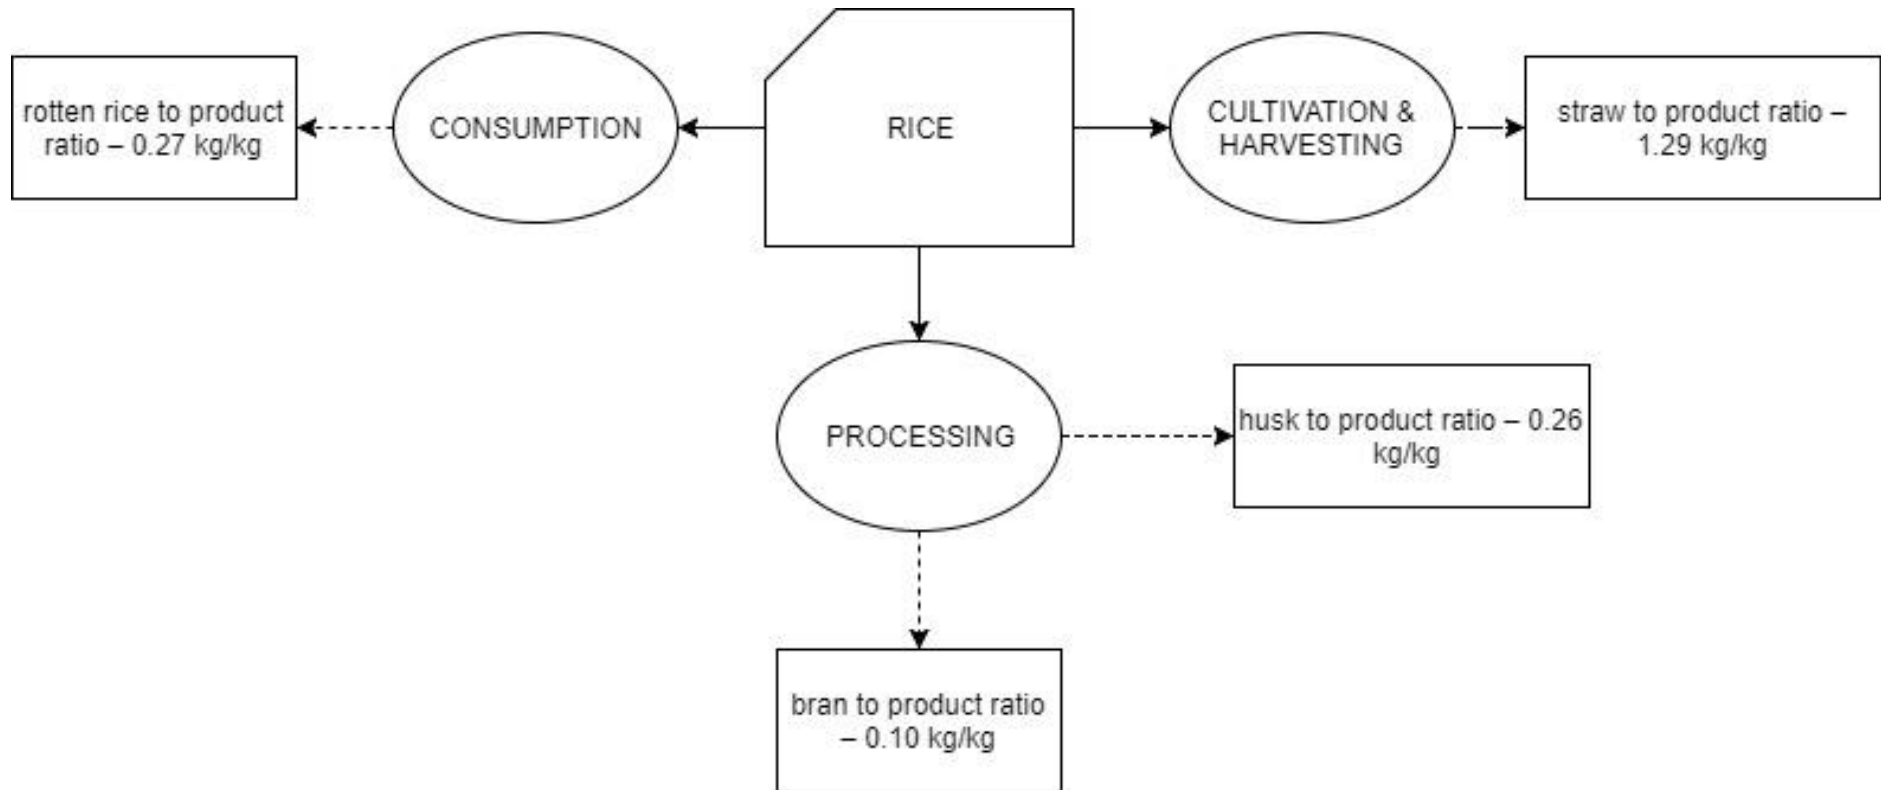 rotten rice to product
ratio – 0.27 kg/kg
CONSUMPTION
RICE
CULTIVATION &
HARVESTING
straw to product ratio –
1.29 kg/kg
PROCESSING
husk to product ratio – 0.26
kg/kg
bran to product ratio
– 0.10 kg/kg